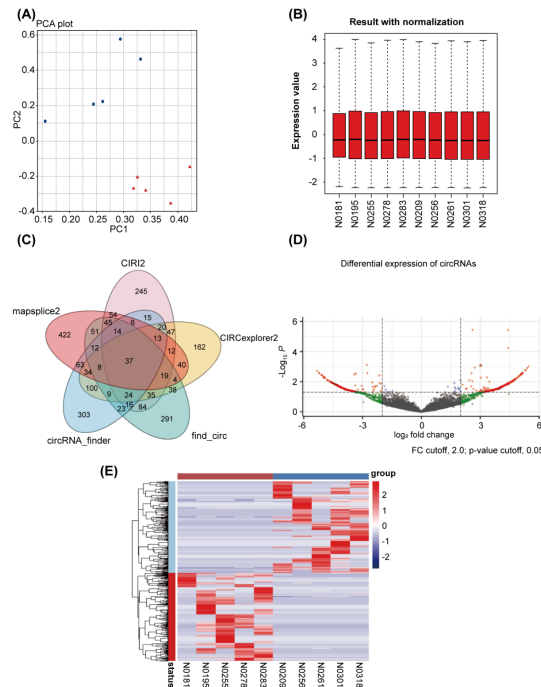 (A)
PCA plot
PC2
0.6
0.4
0.2
0.0
-0.2
-0.4
0.15 0.20 0.25 0.30 0.35 0.40
PC1
(B)
Result with normalization
Expression value
4
3
2
1
0
-1
-2
N0181 N0195 N0255 N0278 N0283 N0209 N0256 N0261 N0301 N0318
(C)
CIRI2
mapsplice2
CIRCexplorer2
circRNA_finder
find_circ
245
54 15
45 6 20 47
422 51 14 13 162
12 12
37 40
63 34 8 19 4
100 9 24 35 38
303 23 16 84 291
(D)
Differential expression of circRNAs
-Log10 P
6
4
2
0
-6 -3 0 3 6
log2 fold change
FC cutoff, 2.0; p-value cutoff, 0.05
(E)
group
2
1
0
-1
-2
status
N0181 N0195 N0255 N0278 N0283 N0209 N0256 N0261 N0301 N0318